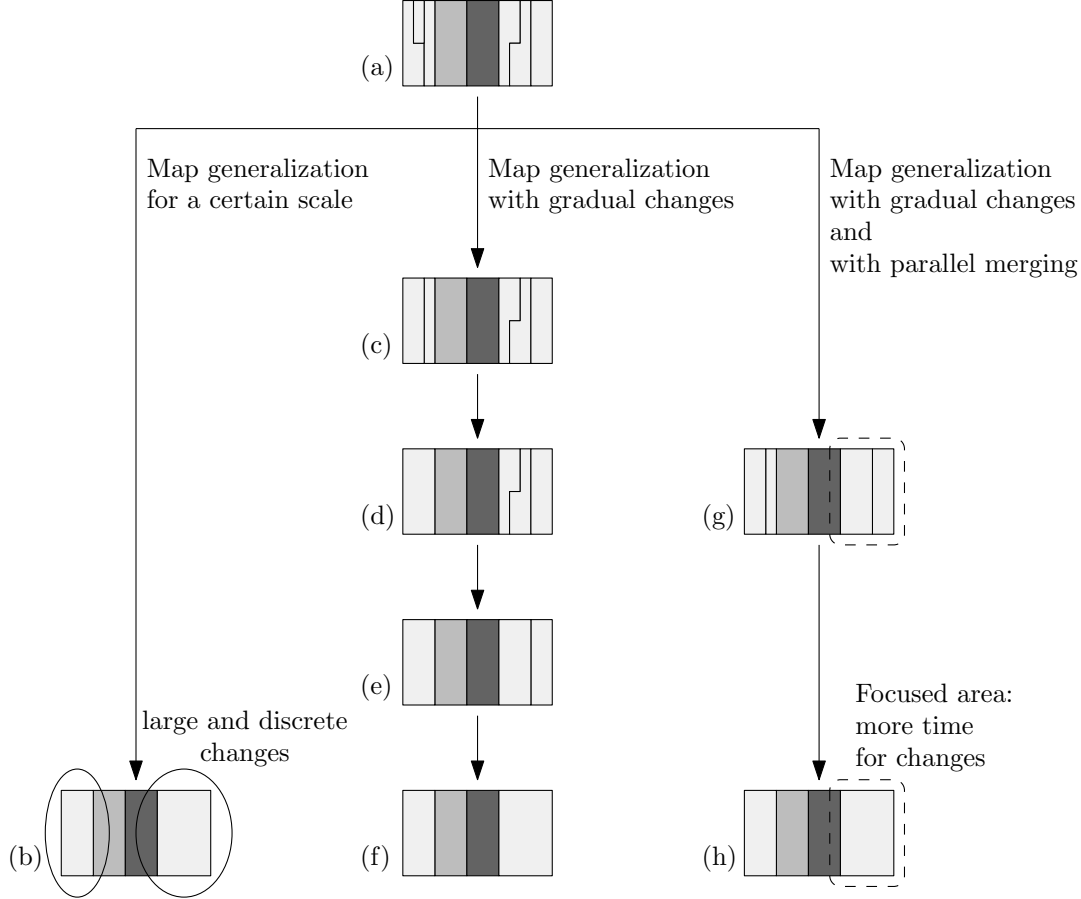 (a)
Map generalization
for a certain scale
Map generalization
with gradual changes
Map generalization
with gradual changes
and
with parallel merging
(c)
(d)
(g)
(e)
Focused area:
more time
for changes
large and discrete
changes
(b)
(f)
(h)